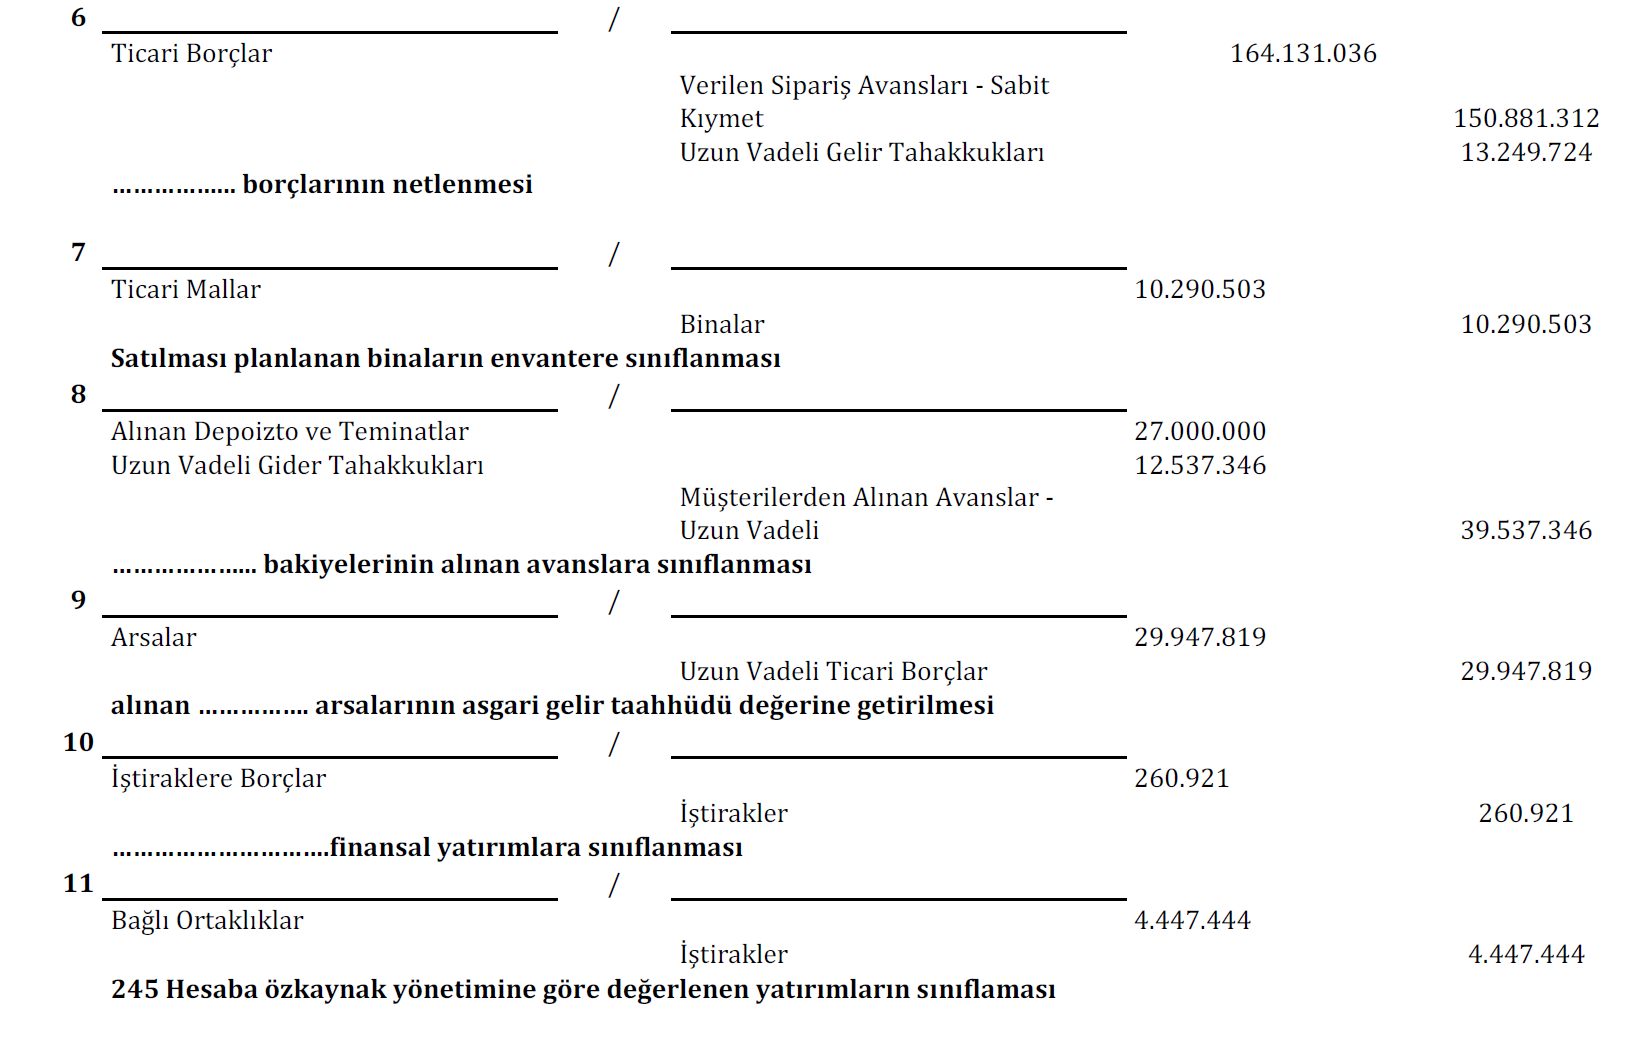 6 /
Ticari Borçlar 164.131.036
Verilen Sipariş Avansları - Sabit
Kıymet 150.881.312
Uzun Vadeli Gelir Tahakkukları 13.249.724
.................. borçlarının netlenmesi
7 /
Ticari Mallar 10.290.503
Binalar 10.290.503
Satılması planlanan binaların envantere sınıflanması
8 /
Alınan Depoizto ve Teminatlar 27.000.000
Uzun Vadeli Gider Tahakkukları 12.537.346
Müşterilerden Alınan Avanslar -
Uzun Vadeli 39.537.346
..................... bakiyelerinin alınan avanslara sınıflanması
9 /
Arsalar 29.947.819
Uzun Vadeli Ticari Borçlar 29.947.819
alınan ................ arsalarının asgari gelir taahhüdü değerine getirilmesi
10 /
İştiraklere Borçlar 260.921
İştirakler 260.921
...............................finansal yatırımlara sınıflanması
11 /
Bağlı Ortaklıklar 4.447.444
İştirakler 4.447.444
245 Hesaba özkaynak yönetimine göre değerlenen yatırımların sınıflaması